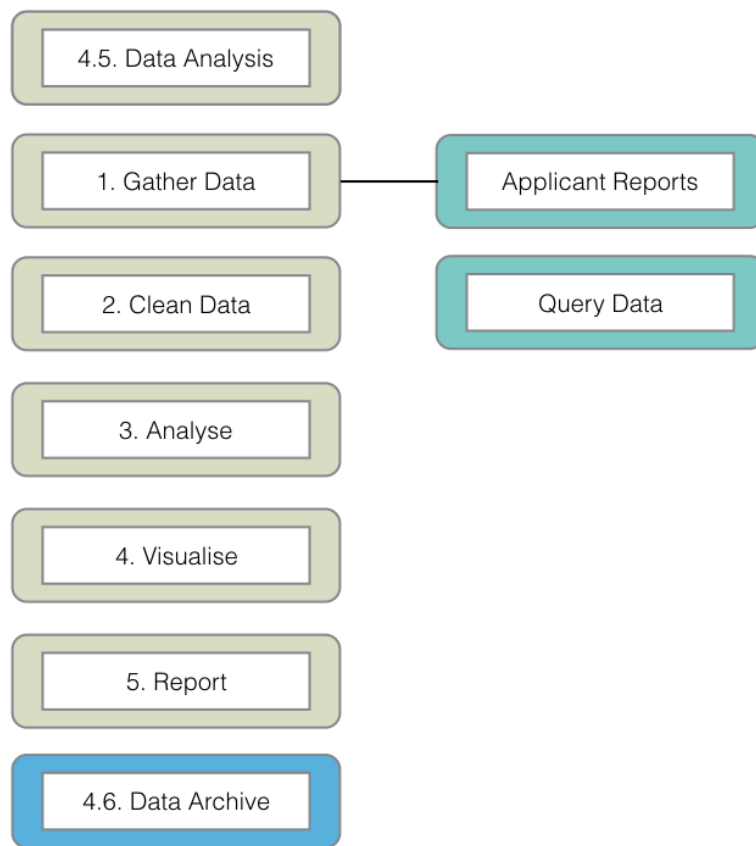 4.5. Data Analysis
1. Gather Data
Applicant Reports
2. Clean Data
Query Data
3. Analyse
4. Visualise
5. Report
4.6. Data Archive